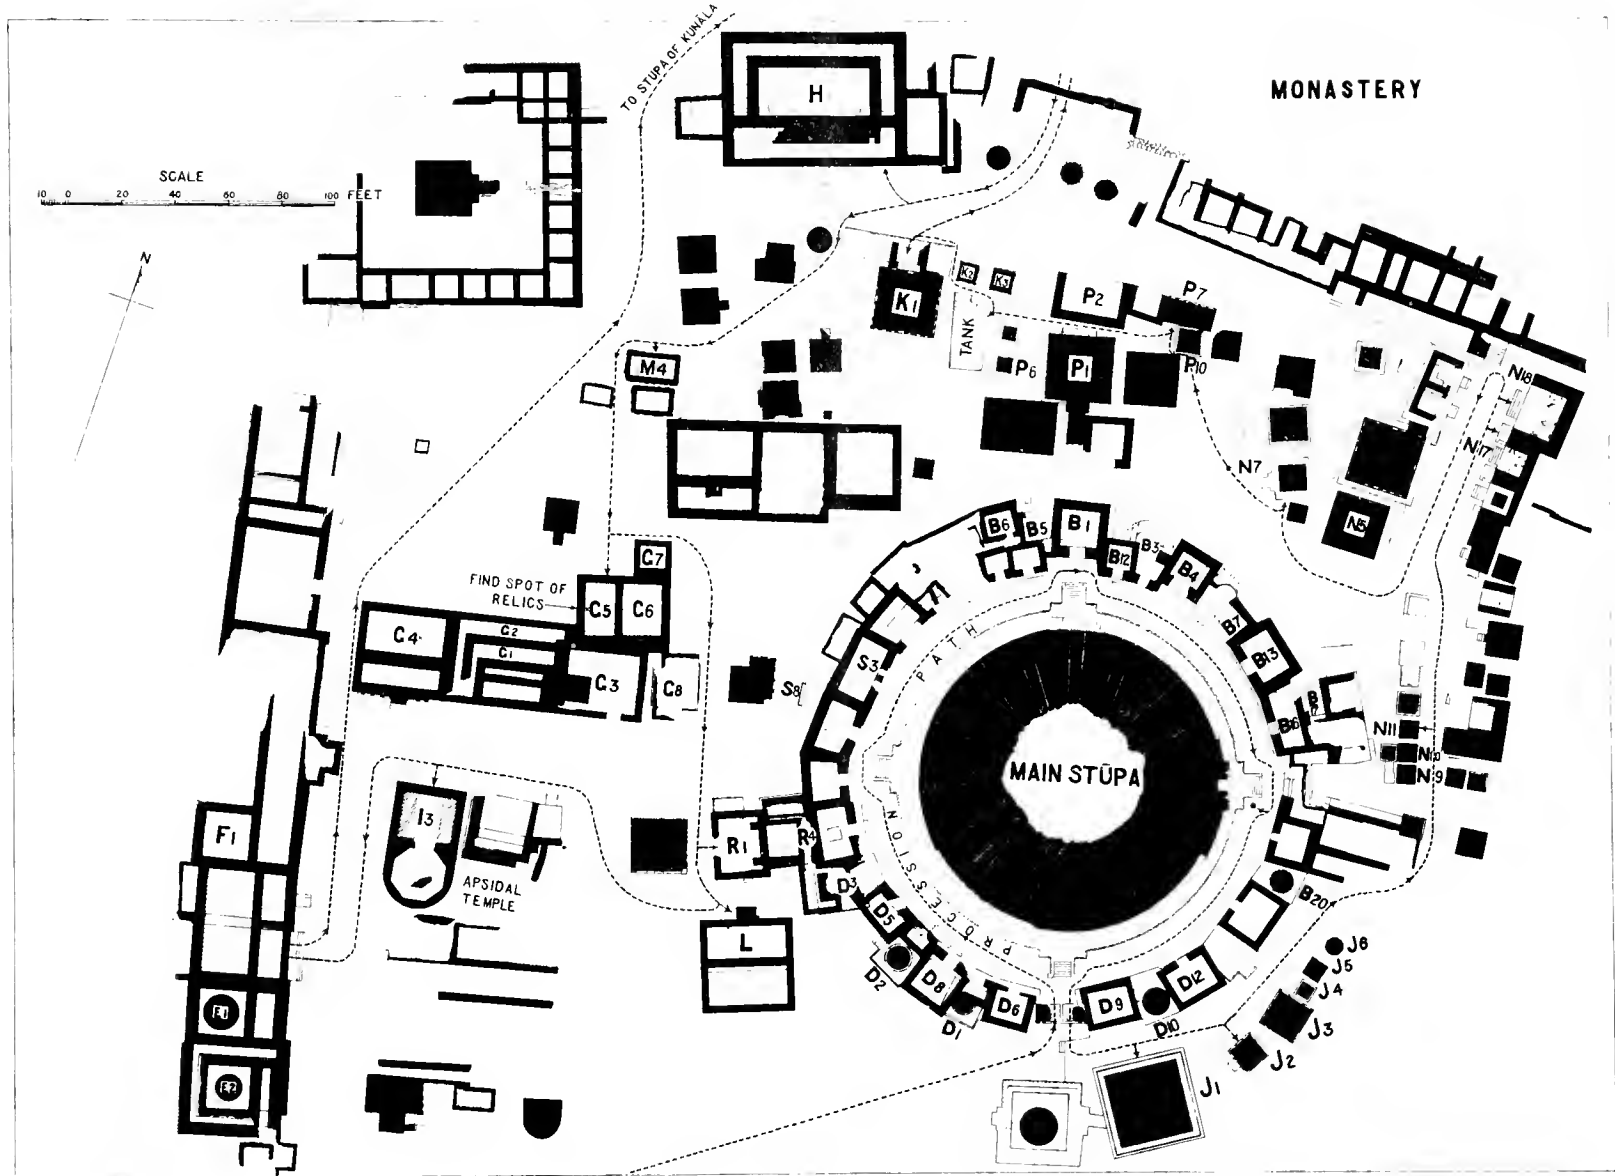 TO STUPA OF KUNĀLA
H
MONASTERY
SCALE
10 0 20 40 60 80 100 FEET
N
K1
K2
K3
TANK
P2
P7
P6
P1
P10
M4
N18
N17
N7
N5
B6
B5
B1
B12
B3
B4
B7
B13
B16
C7
FIND SPOT OF
RELICS
C5
C6
C4
C2
C1
C3
C8
S3
S8
PATH
PROCESSION
MAIN STŪPA
N11
N10
N19
F1
I3
APSIDAL
TEMPLE
R1
R4
D3
D5
D2
D8
D1
D6
D9
D10
D12
B20
L
E1
E2
J6
J5
J4
J3
J2
J1